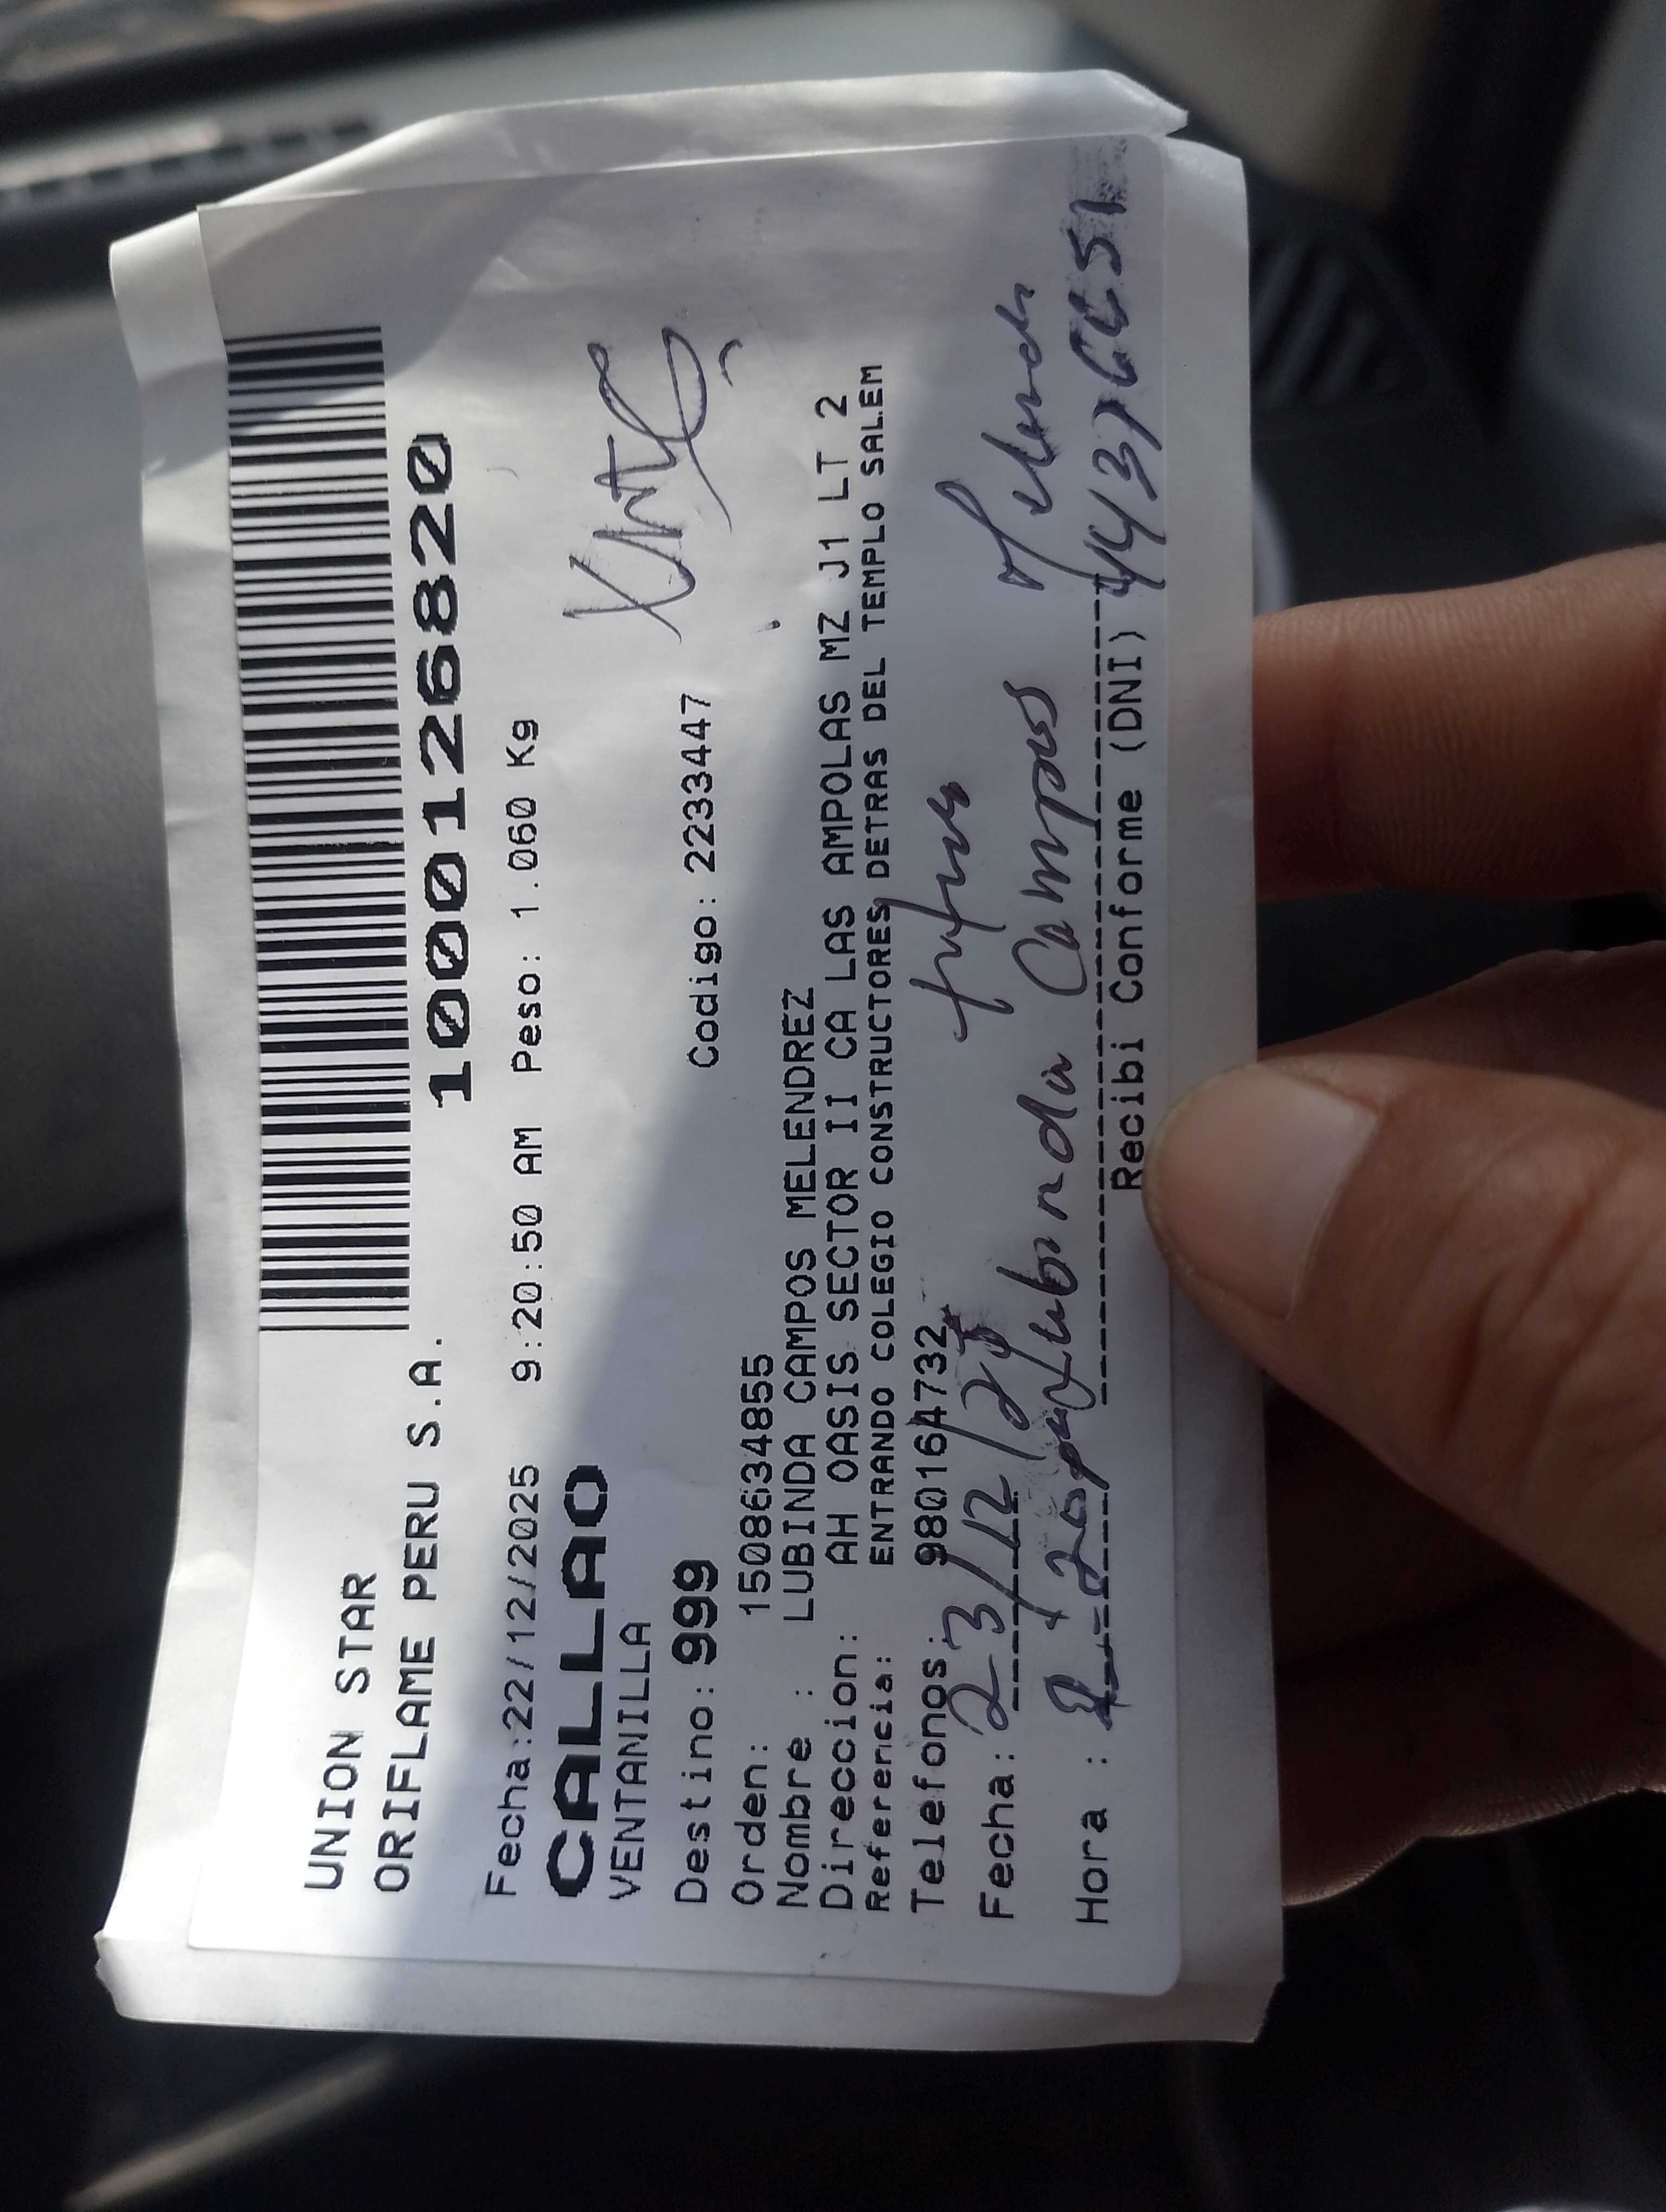 UNION STAR
ORIFLAME PERU S.A.
1000126820
Fecha:22/12/2025 9:20:50 AM Peso: 1.060 Kg
CALLAO
VENTANILLA
Destino: 999 Codigo: 2233447
Orden: 1508634855
Nombre : LUBINDA CAMPOS MELENDREZ
Direccion: AH OASIS SECTOR II CA LAS AMPOLAS MZ J1 LT 2
Referencia: ENTRANDO COLEGIO CONSTRUCTORES DETRAS DEL TEMPLO SALEM
Telefonos: 980164732
Fecha: 23/12/25
Lubinda Campos
Hora :
Recibi Conforme (DNI)